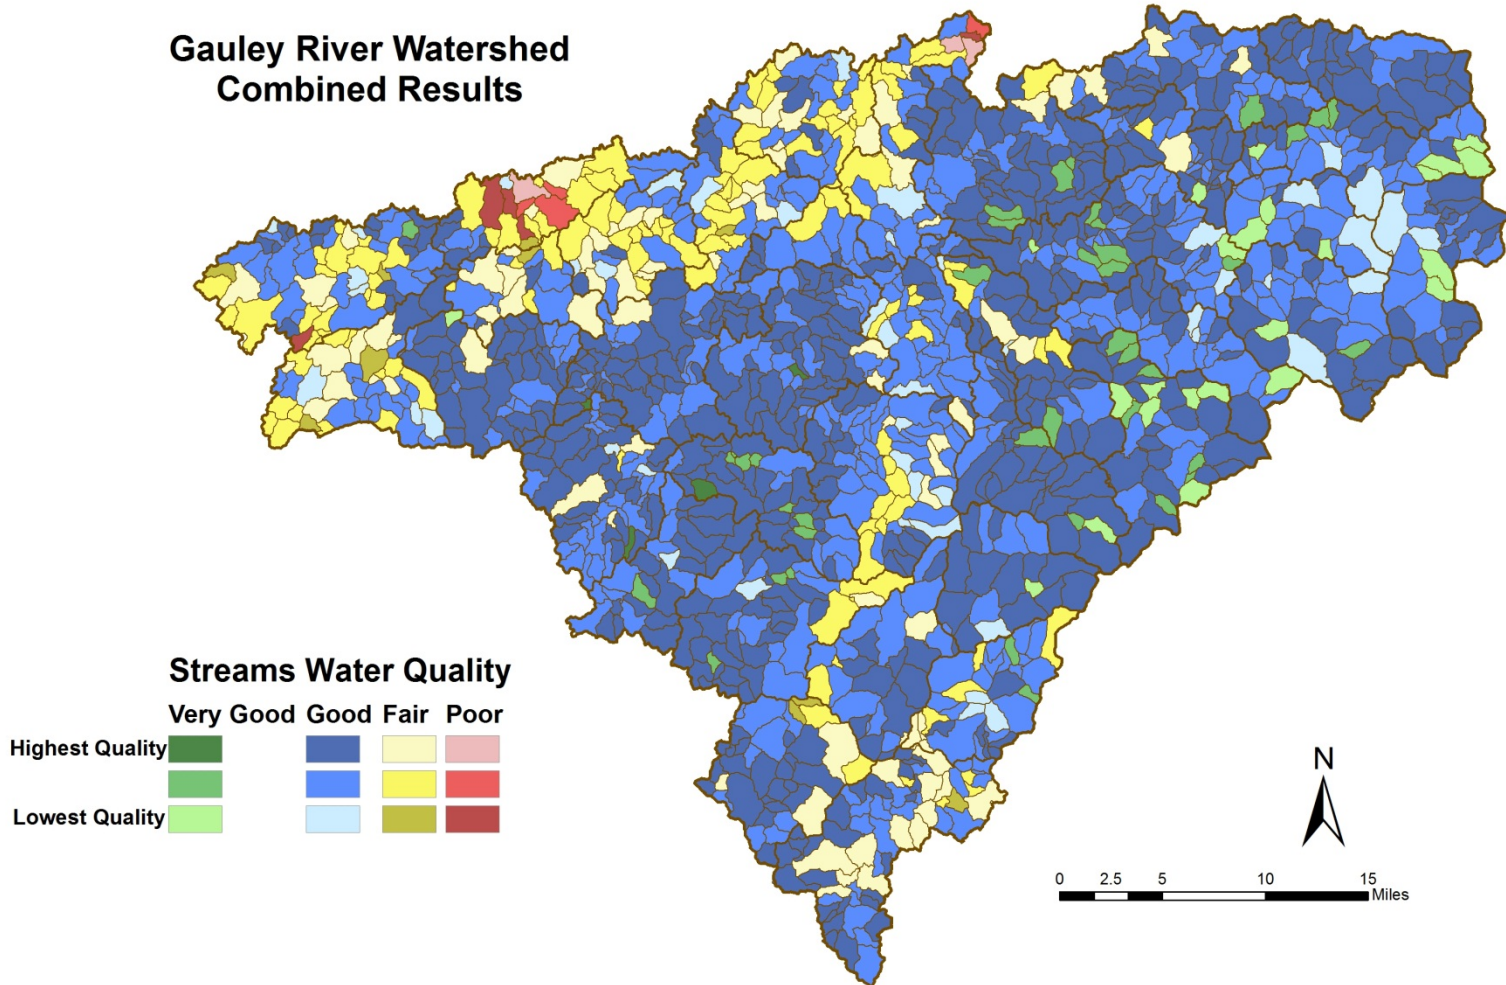 Gauley River Watershed
Combined Results
Streams Water Quality
Very Good Good Fair Poor
Highest Quality
Lowest Quality
N
0 2.5 5 10 15
Miles